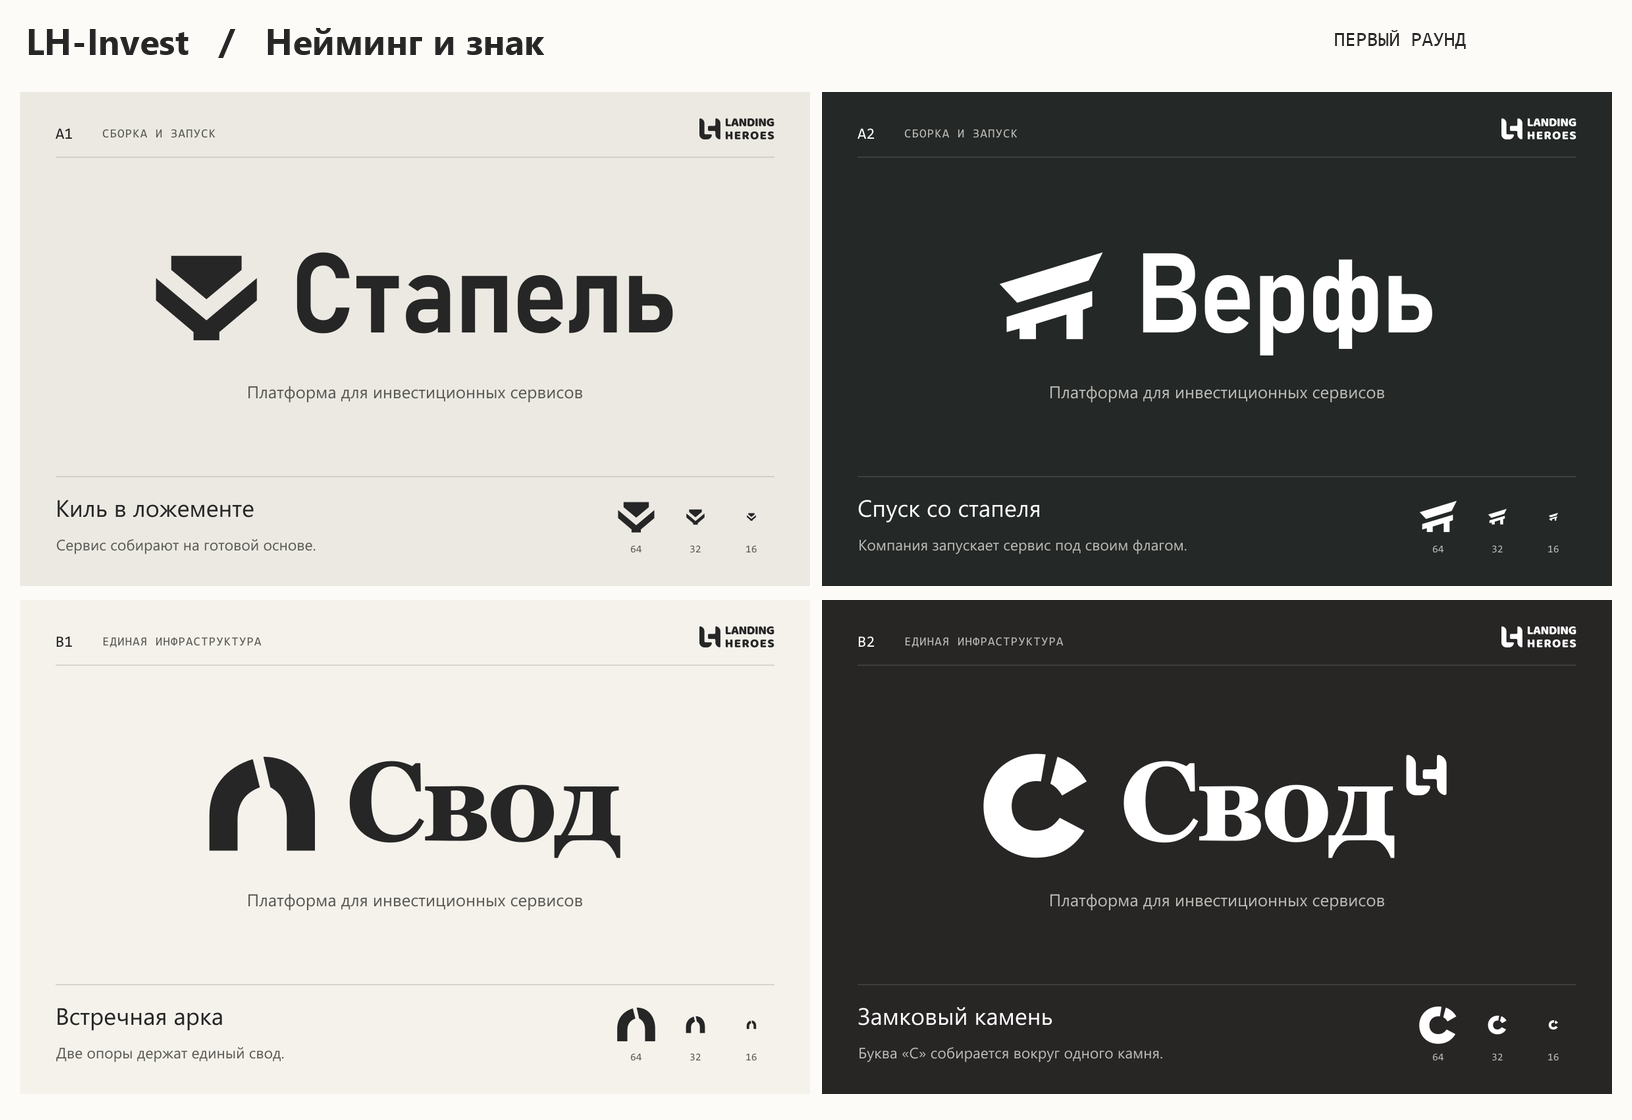 LH-Invest / Нейминг и знак
ПЕРВЫЙ РАУНД
A1 СБОРКА И ЗАПУСК
LANDING
HEROES
Стапель
Платформа для инвестиционных сервисов
Киль в ложементе
Сервис собирают на готовой основе.
64 32 16
A2 СБОРКА И ЗАПУСК
LANDING
HEROES
Верфь
Платформа для инвестиционных сервисов
Спуск со стапеля
Компания запускает сервис под своим флагом.
64 32 16
B1 ЕДИНАЯ ИНФРАСТРУКТУРА
LANDING
HEROES
Свод
Платформа для инвестиционных сервисов
Встречная арка
Две опоры держат единый свод.
64 32 16
B2 ЕДИНАЯ ИНФРАСТРУКТУРА
LANDING
HEROES
Свод
Платформа для инвестиционных сервисов
Замковый камень
Буква «С» собирается вокруг одного камня.
64 32 16